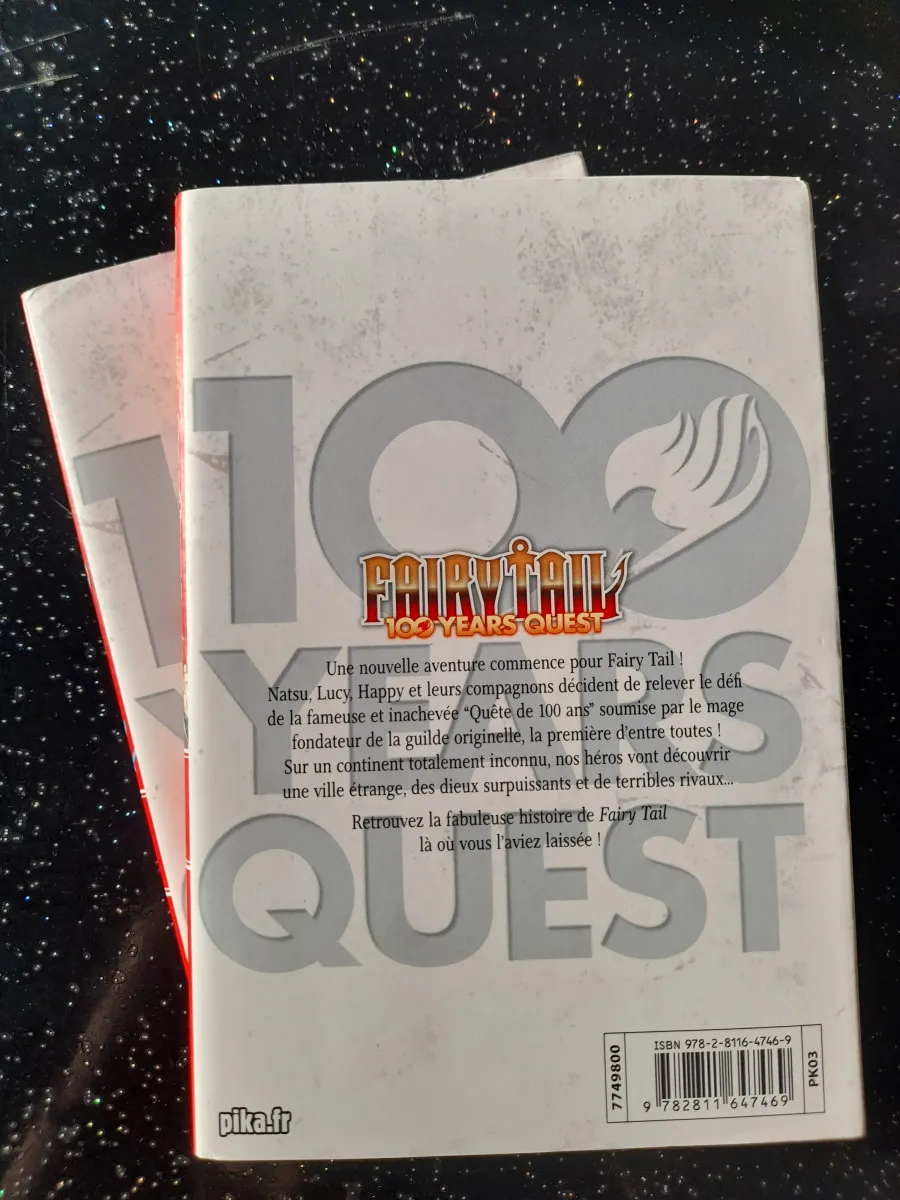 100
YEARS
QUEST
FAIRY TAIL
100 YEARS QUEST
Une nouvelle aventure commence pour Fairy Tail !
Natsu, Lucy, Happy et leurs compagnons décident de relever le défi
de la fameuse et inachevée “Quête de 100 ans” soumise par le mage
fondateur de la guilde originelle, la première d’entre toutes !
Sur un continent totalement inconnu, nos héros vont découvrir
une ville étrange, des dieux surpuissants et de terribles rivaux...
Retrouvez la fabuleuse histoire de Fairy Tail
là où vous l’aviez laissée !
pika.fr
7749800
ISBN 978-2-8116-4746-9
9 782811 647469
PK03